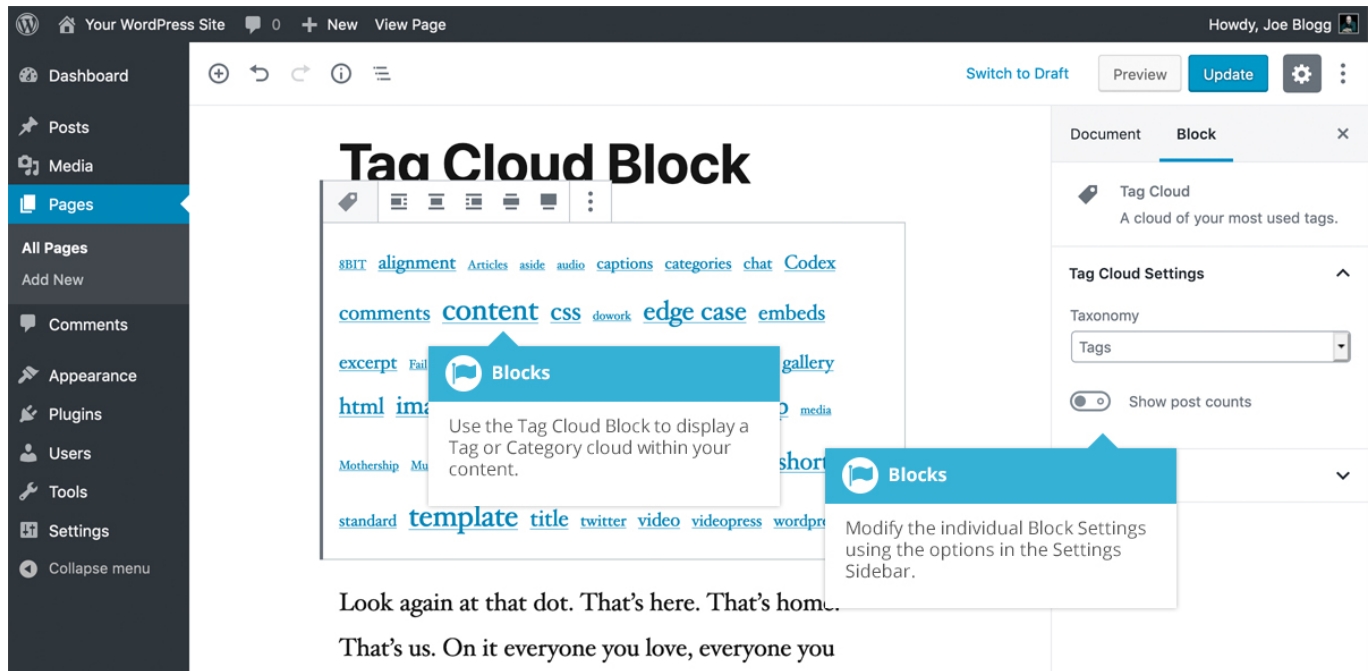 Your WordPress Site 0 New View Page Howdy, Joe Blogg
Switch to Draft Preview Update
Dashboard
Posts
Media
Pages
All Pages
Add New
Comments
Appearance
Plugins
Users
Tools
Settings
Collapse menu
Tag Cloud Block
8BIT alignment Articles aside audio captions categories chat Codex
comments content css dowork edge case embeds
excerpt Fail gallery
html ima media
Mothership Mu short
standard template title twitter video videopress wordpre
Blocks
Use the Tag Cloud Block to display a
Tag or Category cloud within your
content.
Look again at that dot. That's here. That's home.
That's us. On it everyone you love, everyone you
Document Block
Tag Cloud
A cloud of your most used tags.
Tag Cloud Settings
Taxonomy
Tags
Show post counts
Blocks
Modify the individual Block Settings
using the options in the Settings
Sidebar.